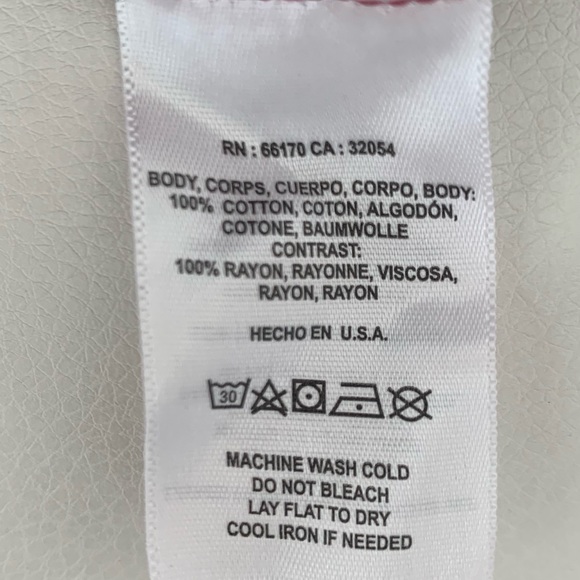 RN : 66170 CA : 32054
BODY, CORPS, CUERPO, CORPO, BODY:
100% COTTON, COTON, ALGODÓN,
COTONE, BAUMWOLLE
CONTRAST:
100% RAYON, RAYONNE, VISCOSA,
RAYON, RAYON
HECHO EN U.S.A.
30
MACHINE WASH COLD
DO NOT BLEACH
LAY FLAT TO DRY
COOL IRON IF NEEDED